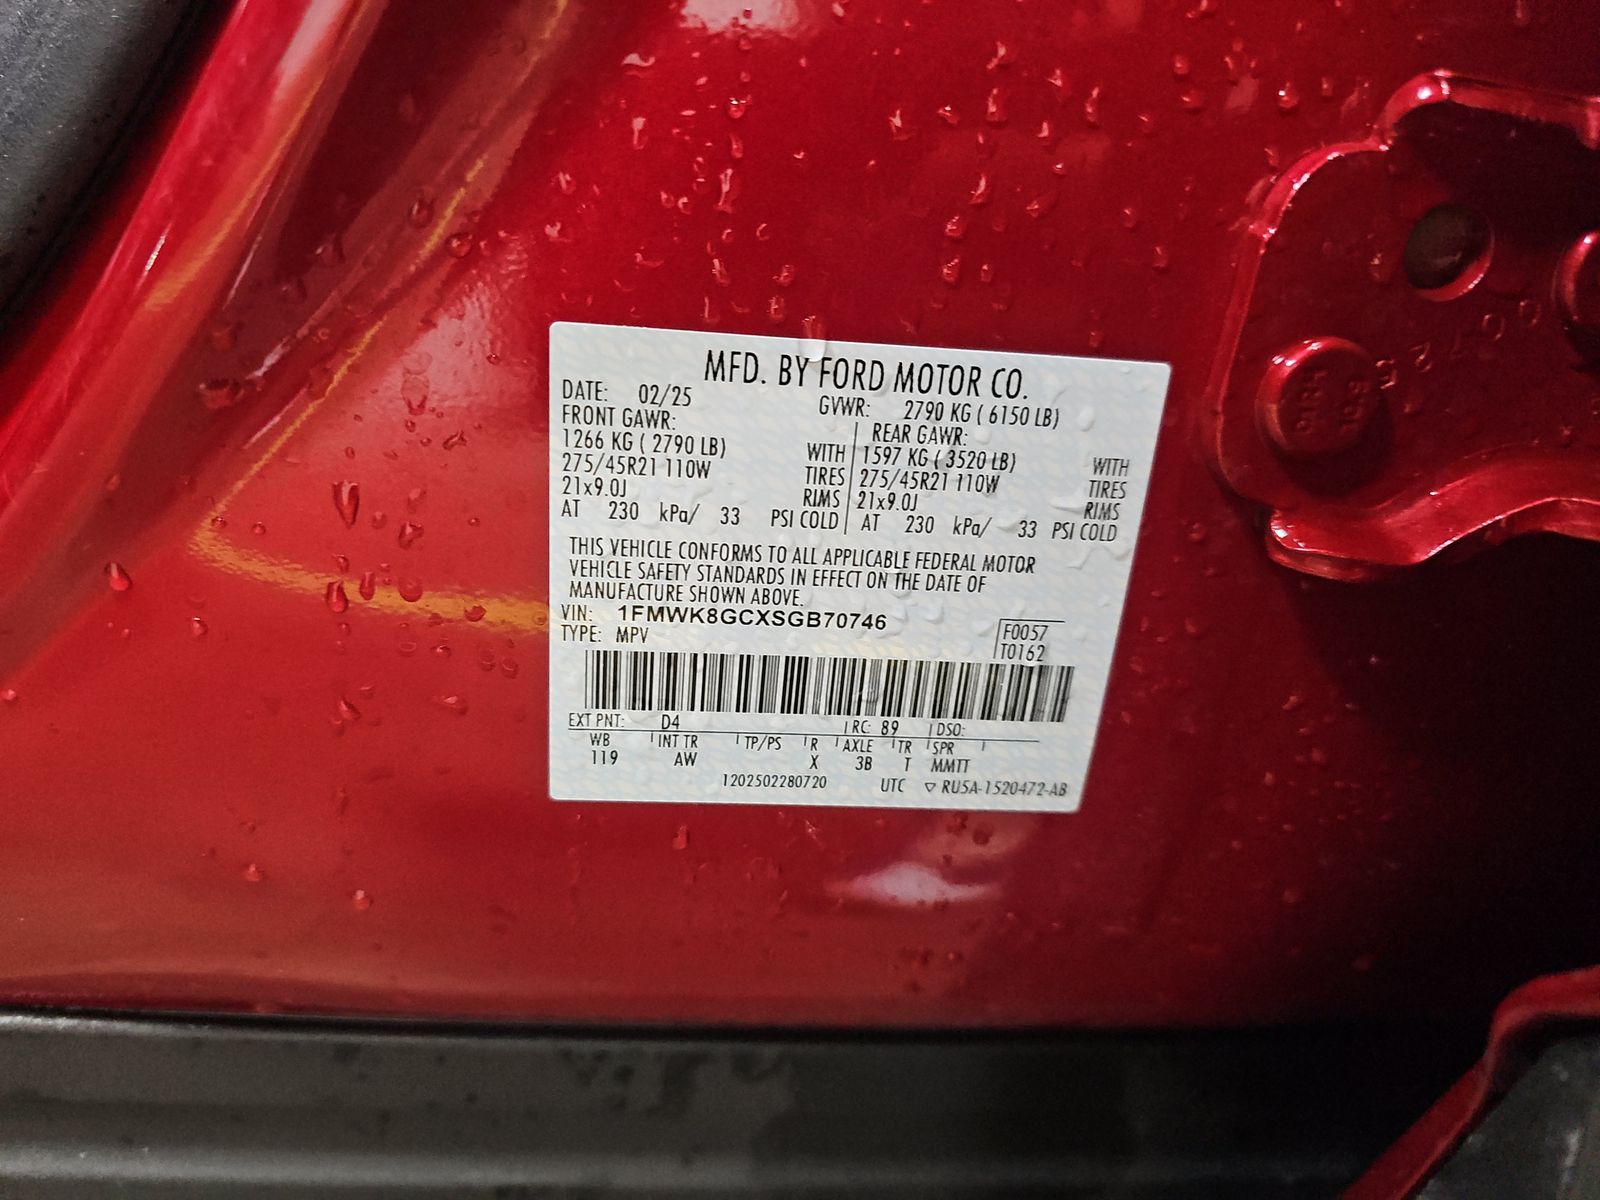 MFD. BY FORD MOTOR CO.
DATE: 02/25 GVWR: 2790 KG ( 6150 LB)
FRONT GAWR: REAR GAWR:
1266 KG ( 2790 LB) WITH 1597 KG ( 3520 LB) WITH
275/45R21 110W TIRES 275/45R21 110W TIRES
21x9.0J RIMS 21x9.0J RIMS
AT 230 kPa/ 33 PSI COLD AT 230 kPa/ 33 PSI COLD
THIS VEHICLE CONFORMS TO ALL APPLICABLE FEDERAL MOTOR
VEHICLE SAFETY STANDARDS IN EFFECT ON THE DATE OF
MANUFACTURE SHOWN ABOVE.
VIN: 1FMWK8GCXSGB70746 F0057
TYPE: MPV T0162
EXT PNT: D4 RC: 89 DSO:
WB INT TR TP/PS R AXLE TR SPR
119 AW X 3B T MMTT
1202502280720 UTC ▽ RU5A-1520472-AB